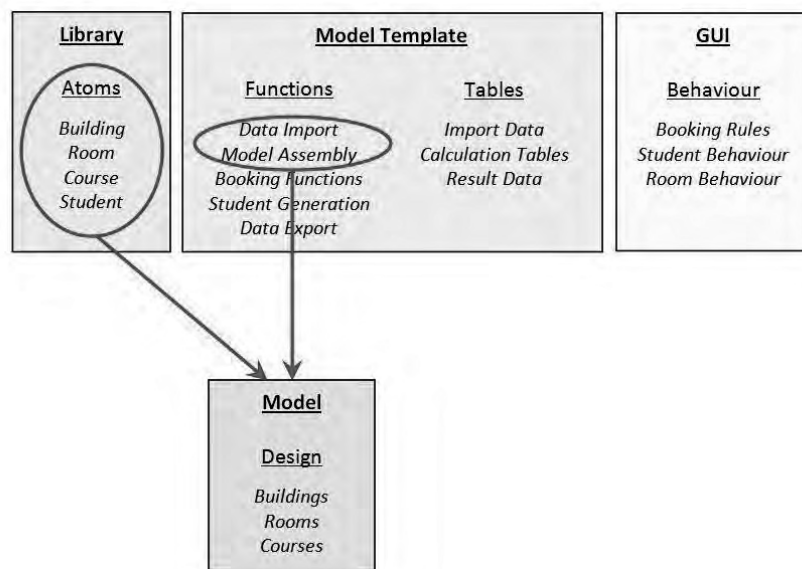 Library
Atoms
Building
Room
Course
Student
Model Template
Functions
Data Import
Model Assembly
Booking Functions
Student Generation
Data Export
Tables
Import Data
Calculation Tables
Result Data
GUI
Behaviour
Booking Rules
Student Behaviour
Room Behaviour
Model
Design
Buildings
Rooms
Courses